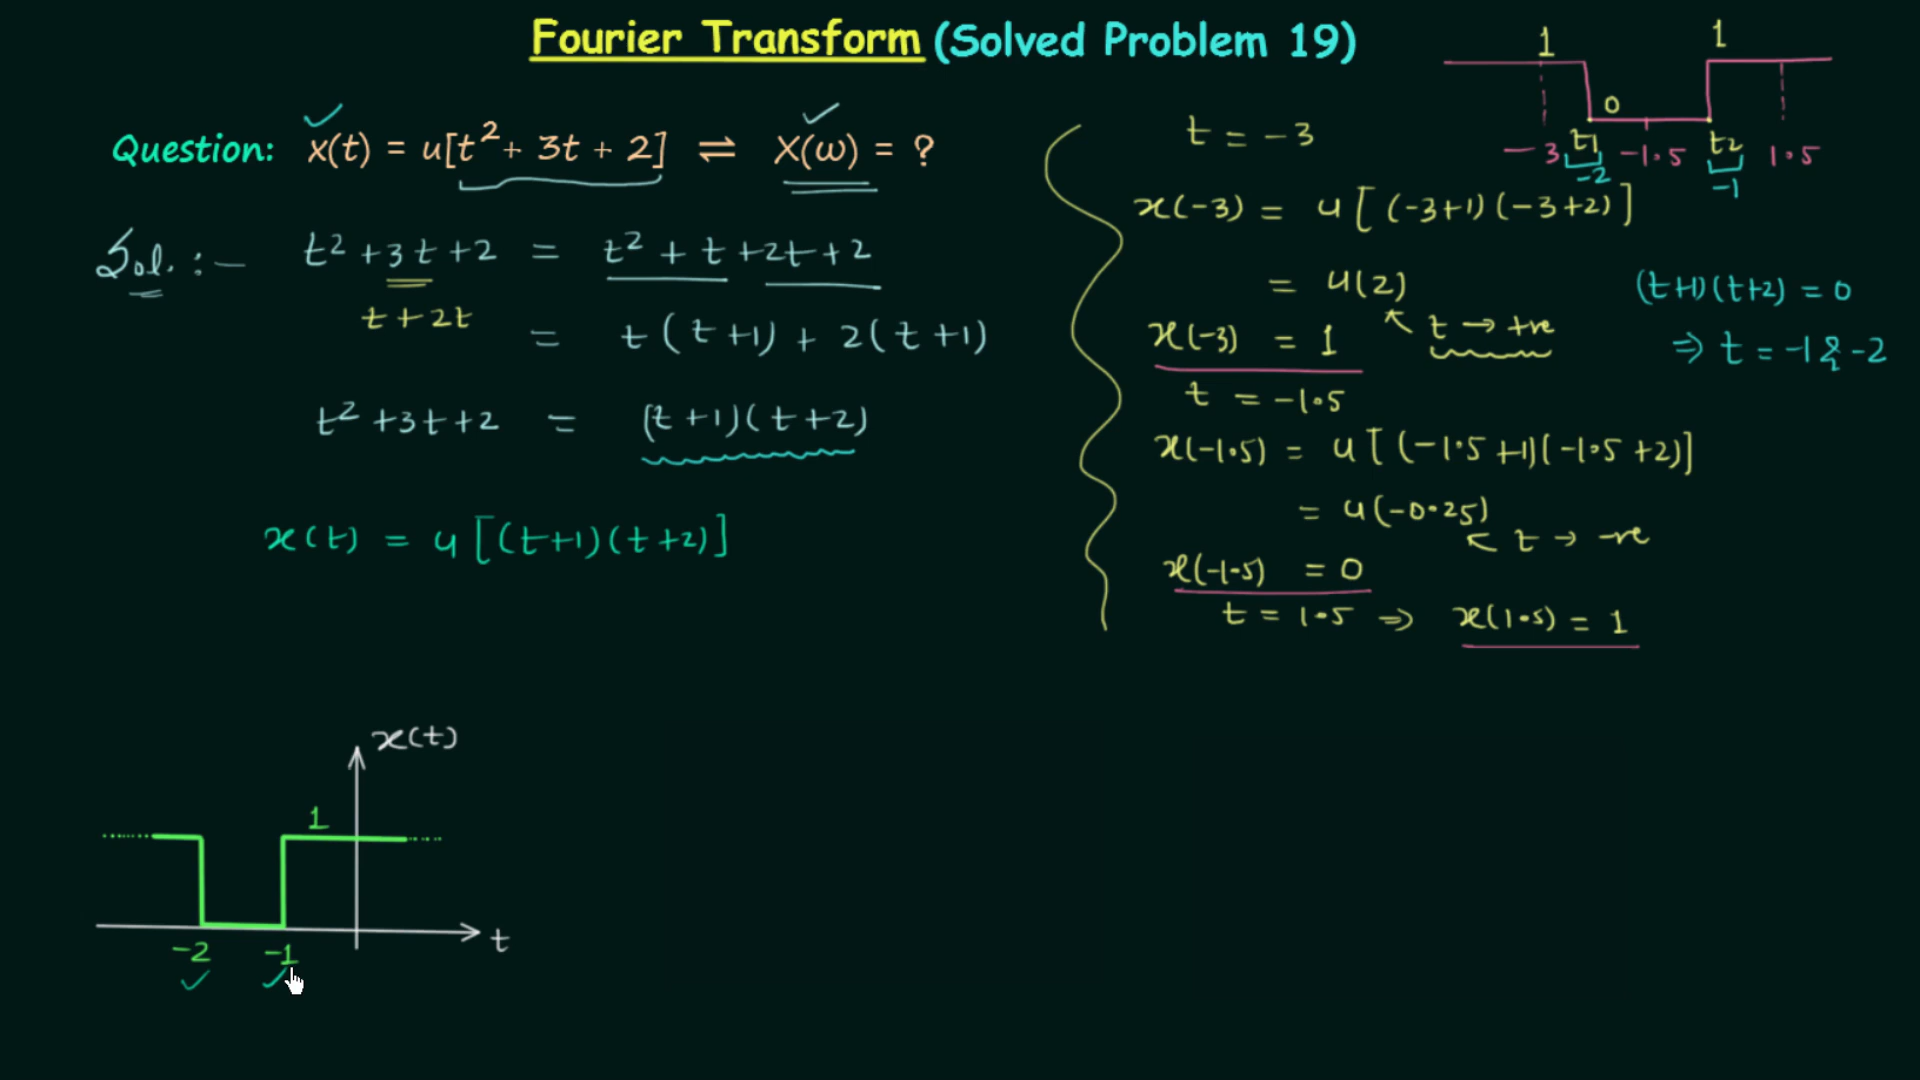 Fourier Transform (Solved Problem 19)
Question: x(t) = u[t² + 3t + 2] ⇌ X(ω) = ?
Sol. :- t² + 3t + 2 = t² + t + 2t + 2
t + 2t
= t(t+1) + 2(t+1)
t² + 3t + 2 = (t+1)(t+2)
x(t) = u[(t+1)(t+2)]
x(t)
1
-2 -1 t
t = -3
x(-3) = u[(-3+1)(-3+2)]
= u(2)
t → +ve
x(-3) = 1
t = -1.5
x(-1.5) = u[(-1.5+1)(-1.5+2)]
= u(-0.25)
t → -ve
x(-1.5) = 0
t = 1.5 ⇒ x(1.5) = 1
1 1
0
-3 t1 -1.5 t2 1.5
-2 -1
(t+1)(t+2) = 0
⇒ t = -1 & -2